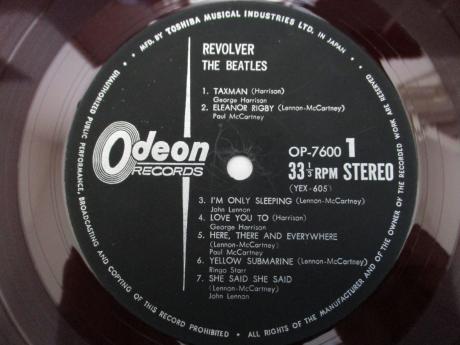 MFD. BY TOSHIBA MUSICAL INDUSTRIES LTD. IN JAPAN.
REVOLVER
THE BEATLES
1. TAXMAN (Harrison)
George Harrison
2. ELEANOR RIGBY (Lennon-McCartney)
Paul McCartney
Odeon
RECORDS
OP-7600 1
33 1/3 RPM STEREO
(YEX-605)
3. I'M ONLY SLEEPING (Lennon-McCartney)
John Lennon
4. LOVE YOU TO (Harrison)
George Harrison
5. HERE, THERE AND EVERYWHERE
(Lennon-McCartney)
Paul McCartney
6. YELLOW SUBMARINE (Lennon-McCartney)
Ringo Starr
7. SHE SAID SHE SAID
(Lennon-McCartney)
John Lennon
UNAUTHORIZED PUBLIC PERFORMANCE, BROADCASTING AND COPYING OF THIS RECORD PROHIBITED • ALL RIGHTS OF THE MANUFACTURER AND OF THE OWNER OF THE RECORDED WORK ARE RESERVED